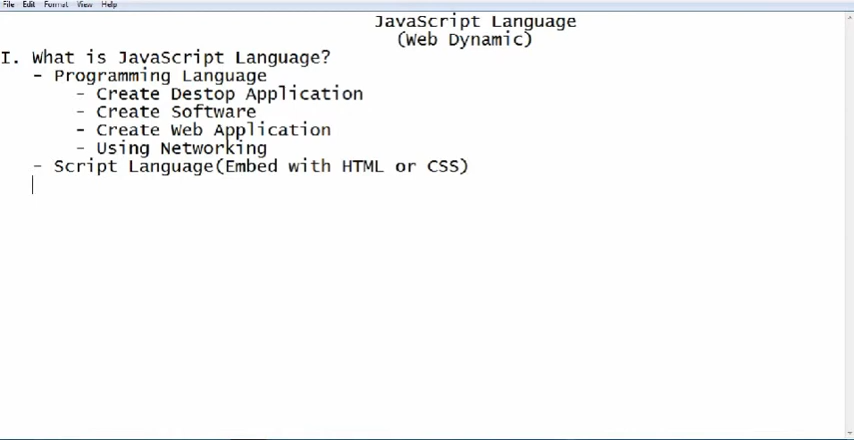 File Edit Format View Help
JavaScript Language
(Web Dynamic)
I. What is JavaScript Language?
- Programming Language
- Create Destop Application
- Create Software
- Create Web Application
- Using Networking
- Script Language(Embed with HTML or CSS)